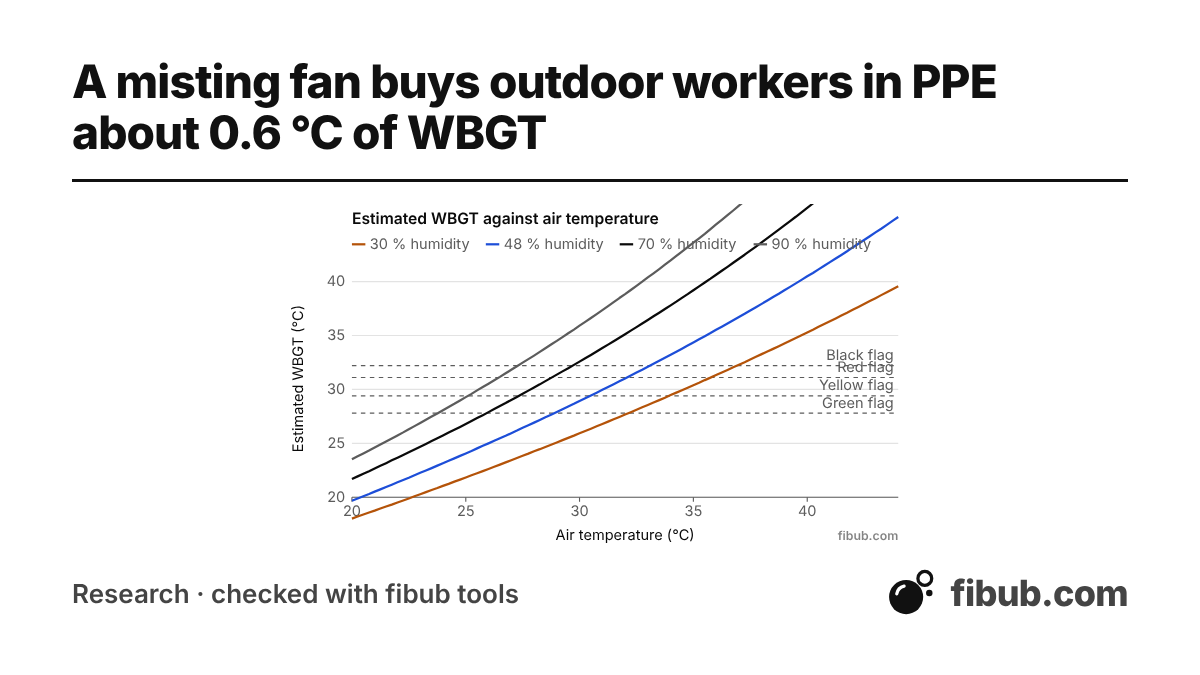 A misting fan buys outdoor workers in PPE
about 0.6 °C of WBGT
Estimated WBGT against air temperature
30 % humidity 48 % humidity 70 % humidity 90 % humidity
40
35
30
25
20
Estimated WBGT (°C)
Black flag
Red flag
Yellow flag
Green flag
20 25 30 35 40
Air temperature (°C)
fibub.com
Research · checked with fibub tools
fibub.com